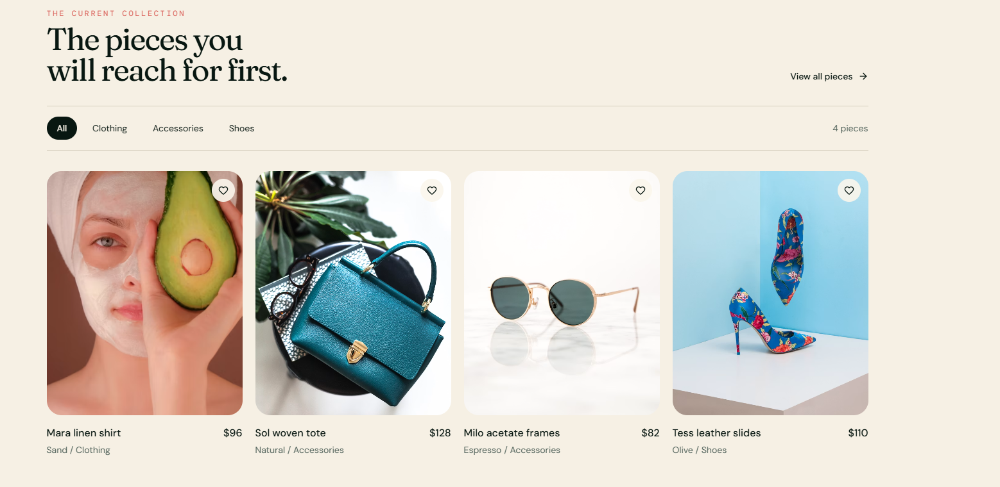 THE CURRENT COLLECTION
The pieces you
will reach for first.
View all pieces
All
Clothing
Accessories
Shoes
4 pieces
Mara linen shirt
$96
Sand / Clothing
Sol woven tote
$128
Natural / Accessories
Milo acetate frames
$82
Espresso / Accessories
Tess leather slides
$110
Olive / Shoes